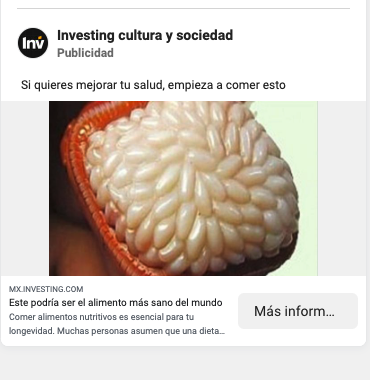 Inv
Investing cultura y sociedad
Publicidad
Si quieres mejorar tu salud, empieza a comer esto
MX.INVESTING.COM
Este podría ser el alimento más sano del mundo
Comer alimentos nutritivos es esencial para tu
longevidad. Muchas personas asumen que una dieta...
Más inform...